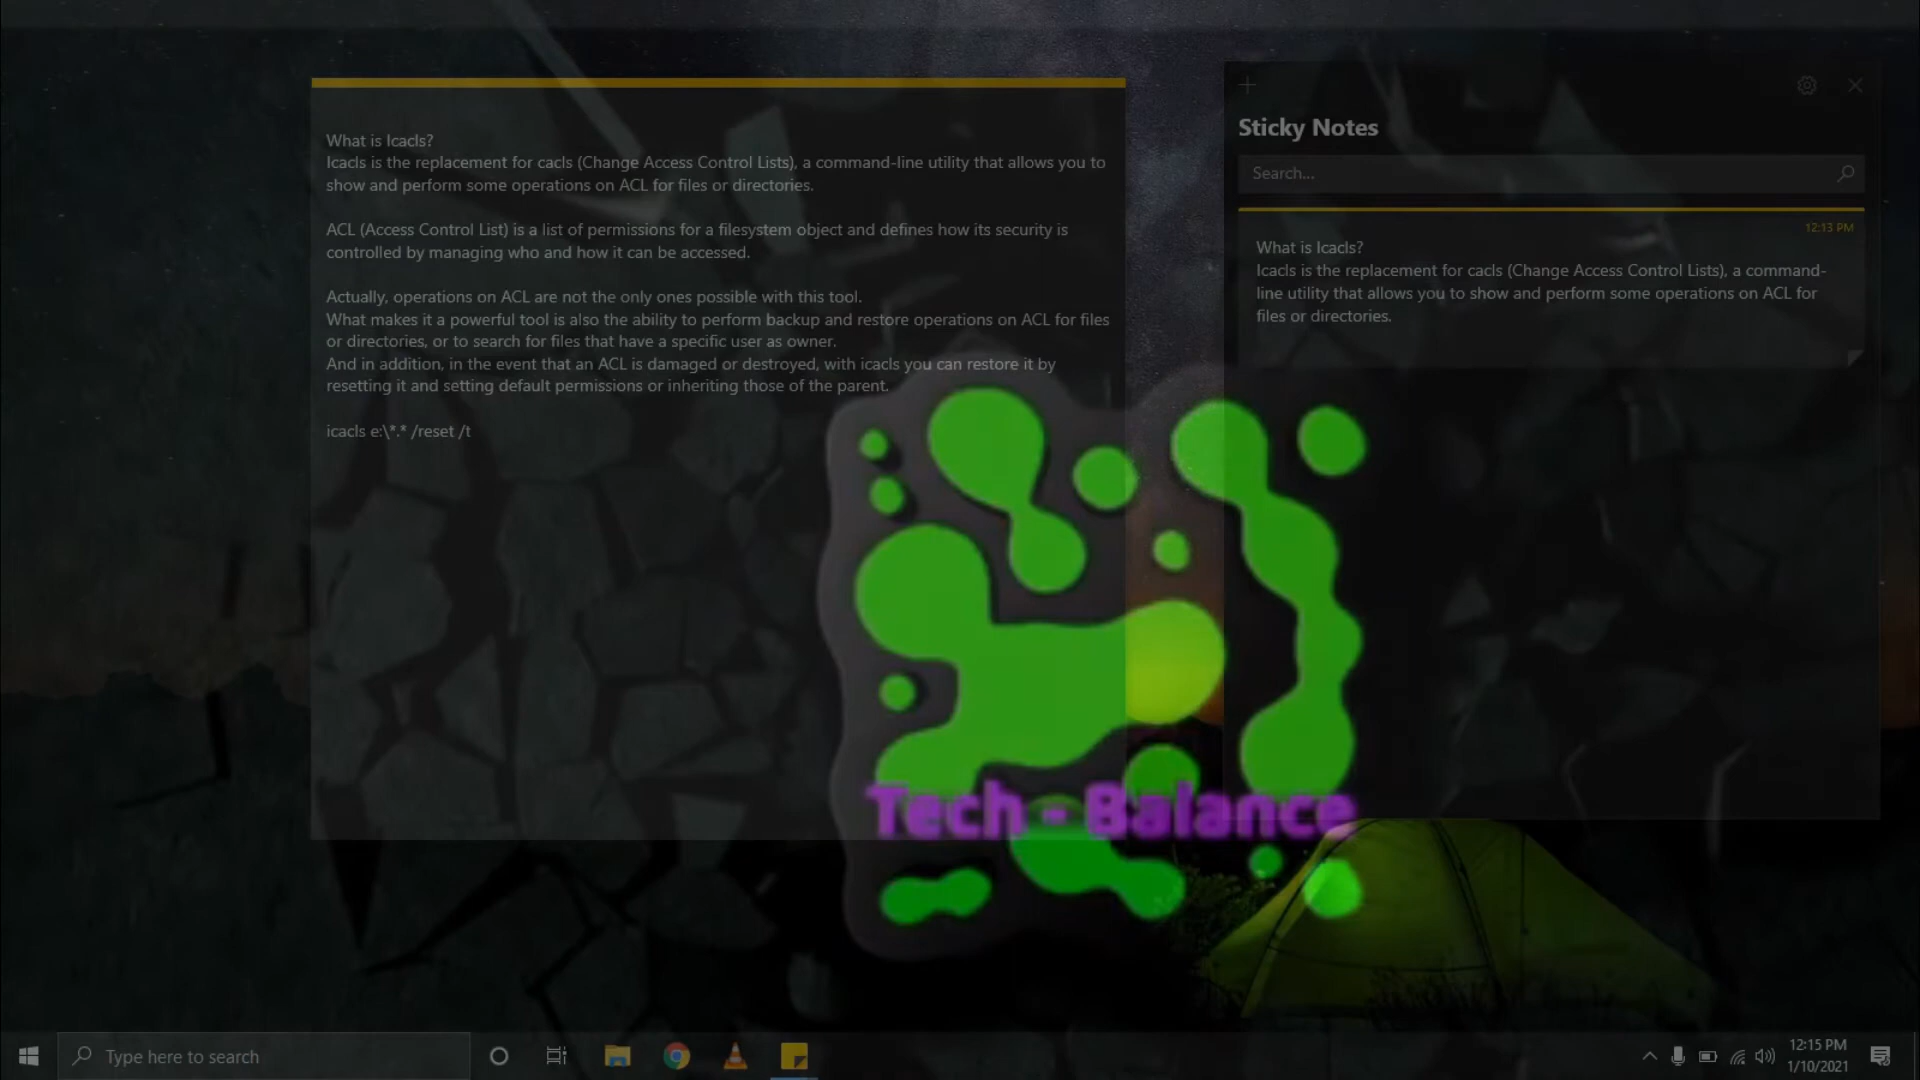 What is Icacls?
Icacls is the replacement for cacls (Change Access Control Lists), a command-line utility that allows you to
show and perform some operations on ACL for files or directories.
ACL (Access Control List) is a list of permissions for a filesystem object and defines how its security is
controlled by managing who and how it can be accessed.
Actually, operations on ACL are not the only ones possible with this tool.
What makes it a powerful tool is also the ability to perform backup and restore operations on ACL for files
or directories, or to search for files that have a specific user as owner.
And in addition, in the event that an ACL is damaged or destroyed, with icacls you can restore it by
resetting it and setting default permissions or inheriting those of the parent.
icacls e:\*.* /reset /t
Sticky Notes
Search...
12:13 PM
What is Icacls?
Icacls is the replacement for cacls (Change Access Control Lists), a command-
line utility that allows you to show and perform some operations on ACL for
files or directories.
Tech - Balance
Type here to search
12:15 PM
1/10/2021